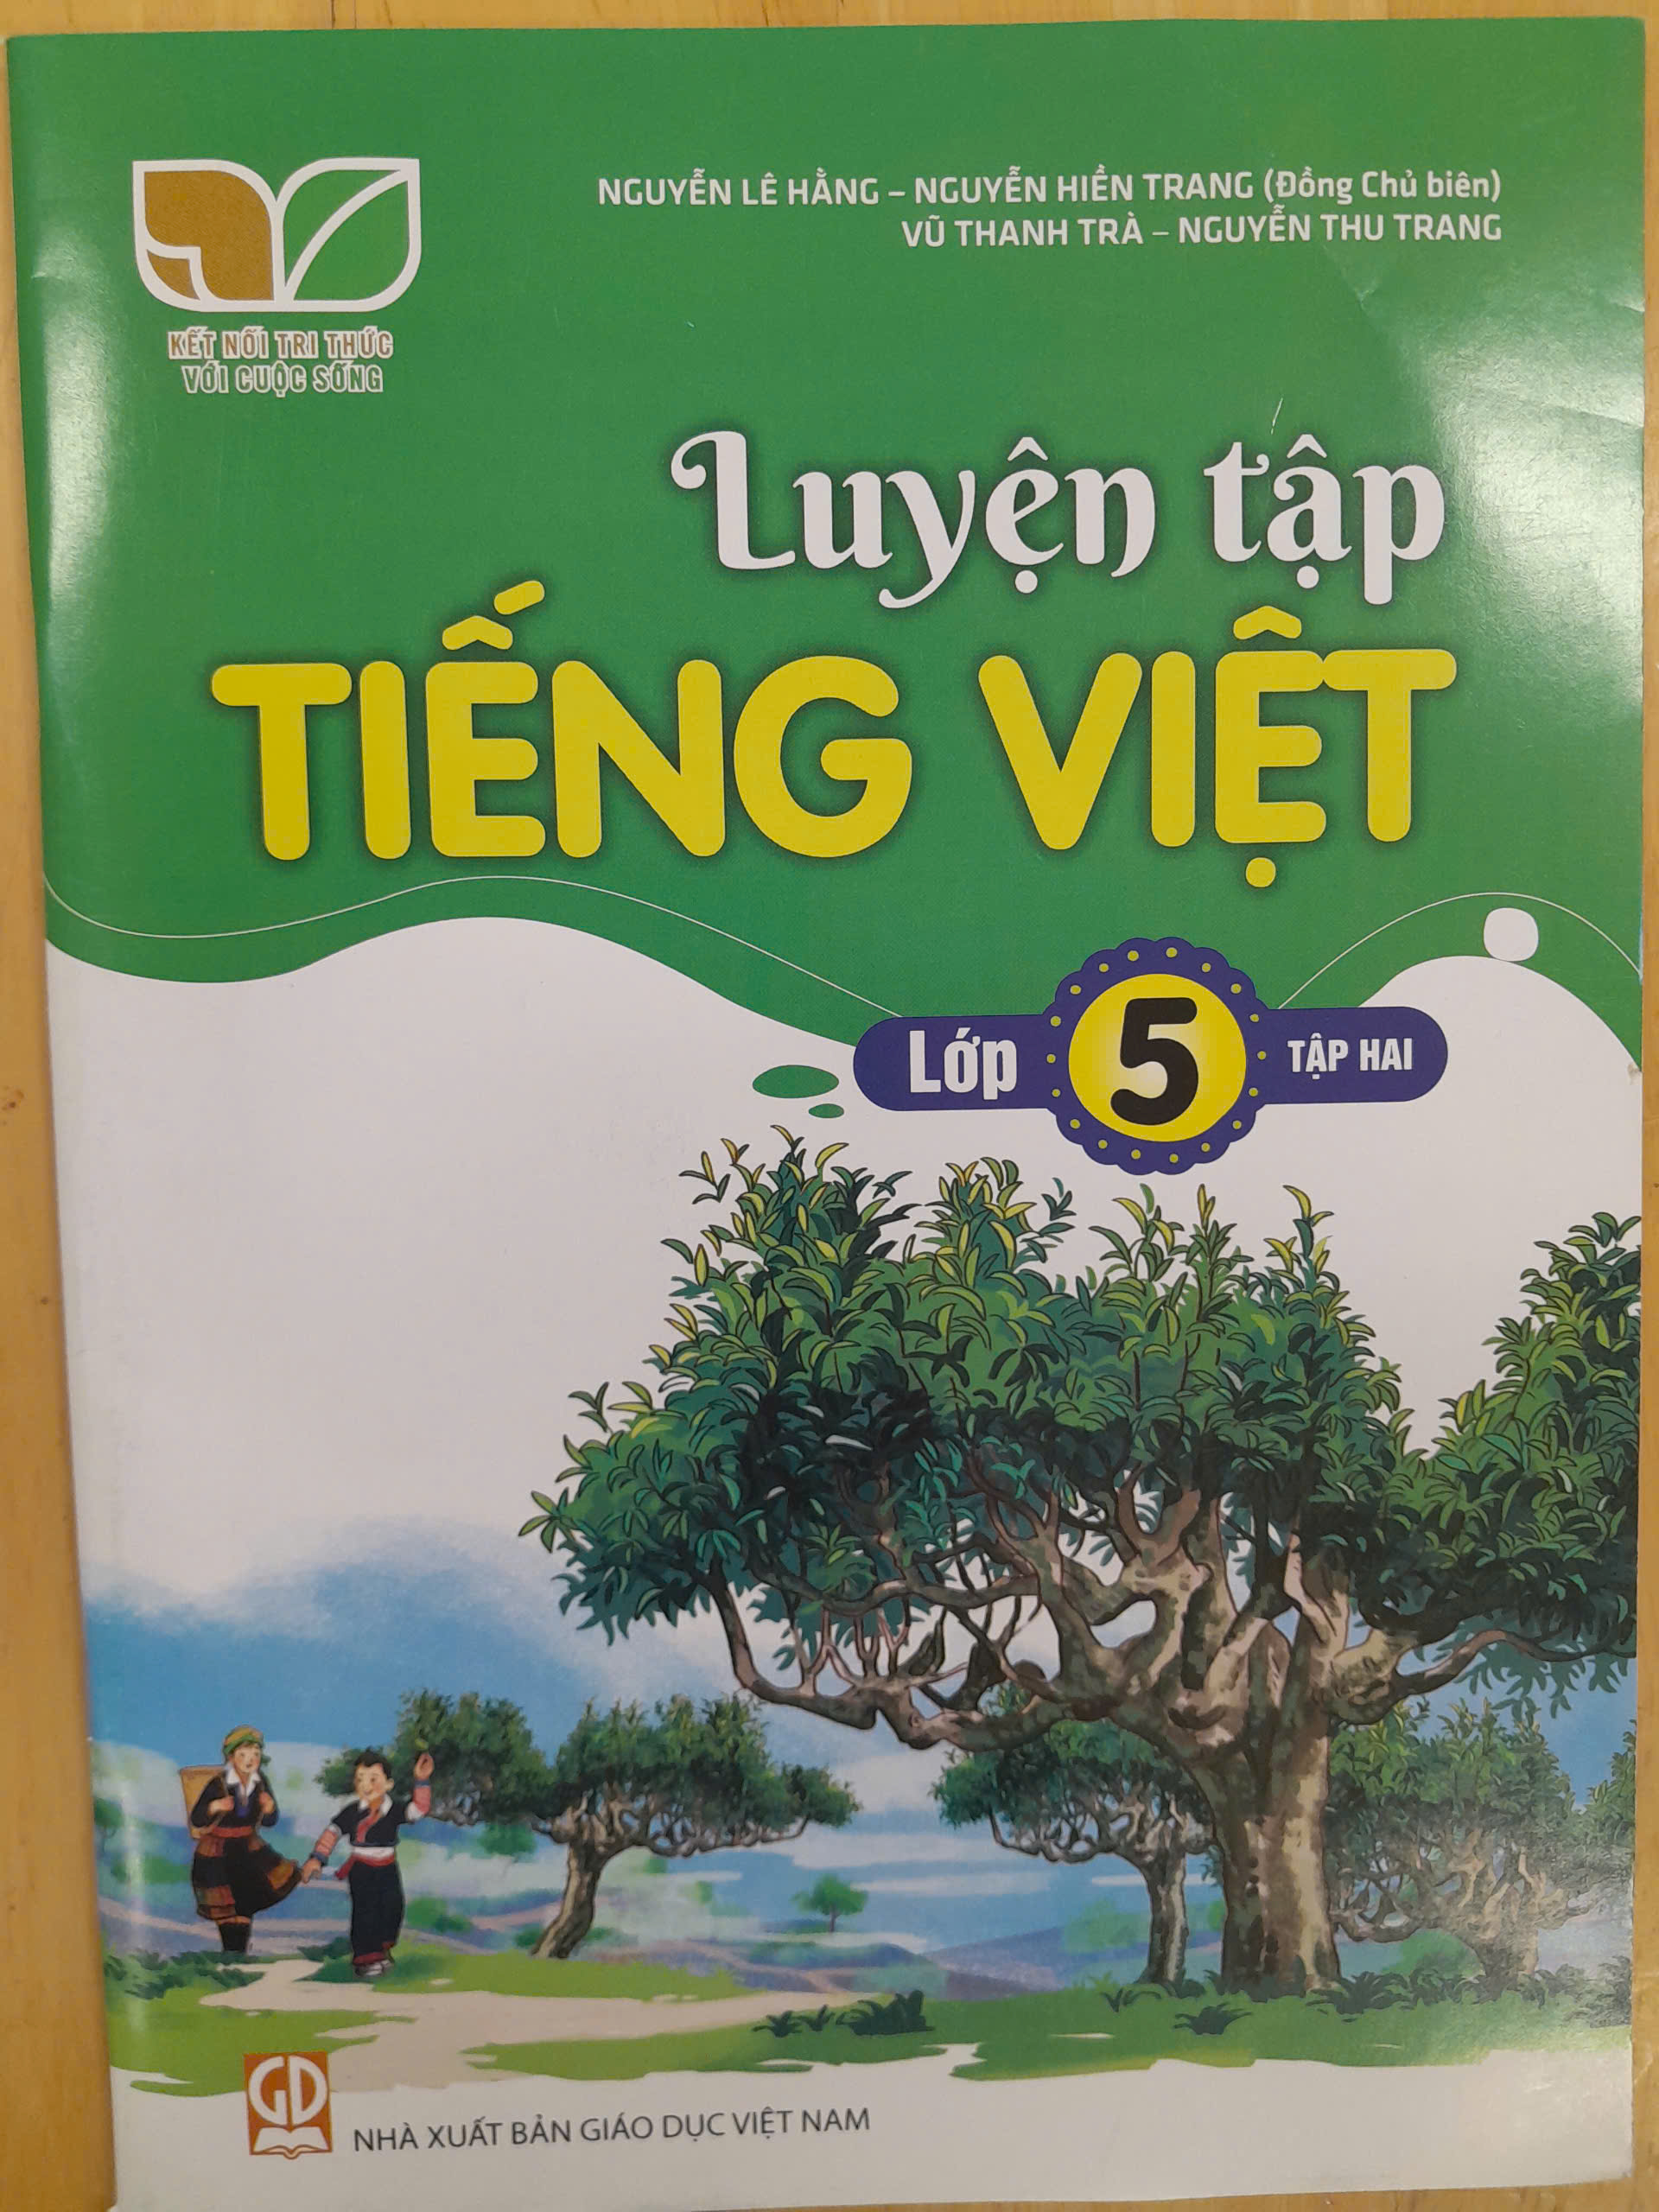 NGUYỄN LÊ HẰNG – NGUYỄN HIỀN TRANG (Đồng Chủ biên)
VŨ THANH TRÀ – NGUYỄN THU TRANG
KẾT NỐI TRI THỨC
VỚI CUỘC SỐNG
Luyện tập
TIẾNG VIỆT
Lớp 5 TẬP HAI
GD
NHÀ XUẤT BẢN GIÁO DỤC VIỆT NAM